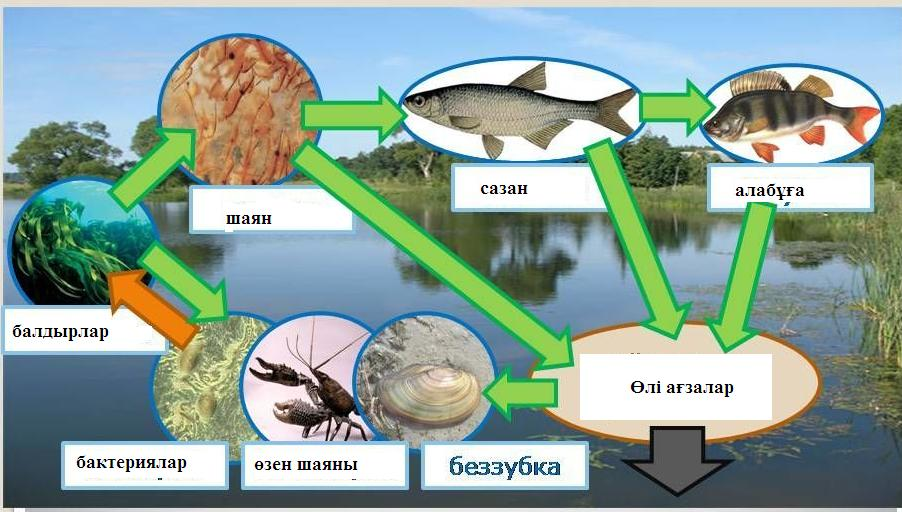 шаян
сазан
алабұға
балдырлар
Өлі ағзалар
бактериялар
өзен шаяны
беззубка